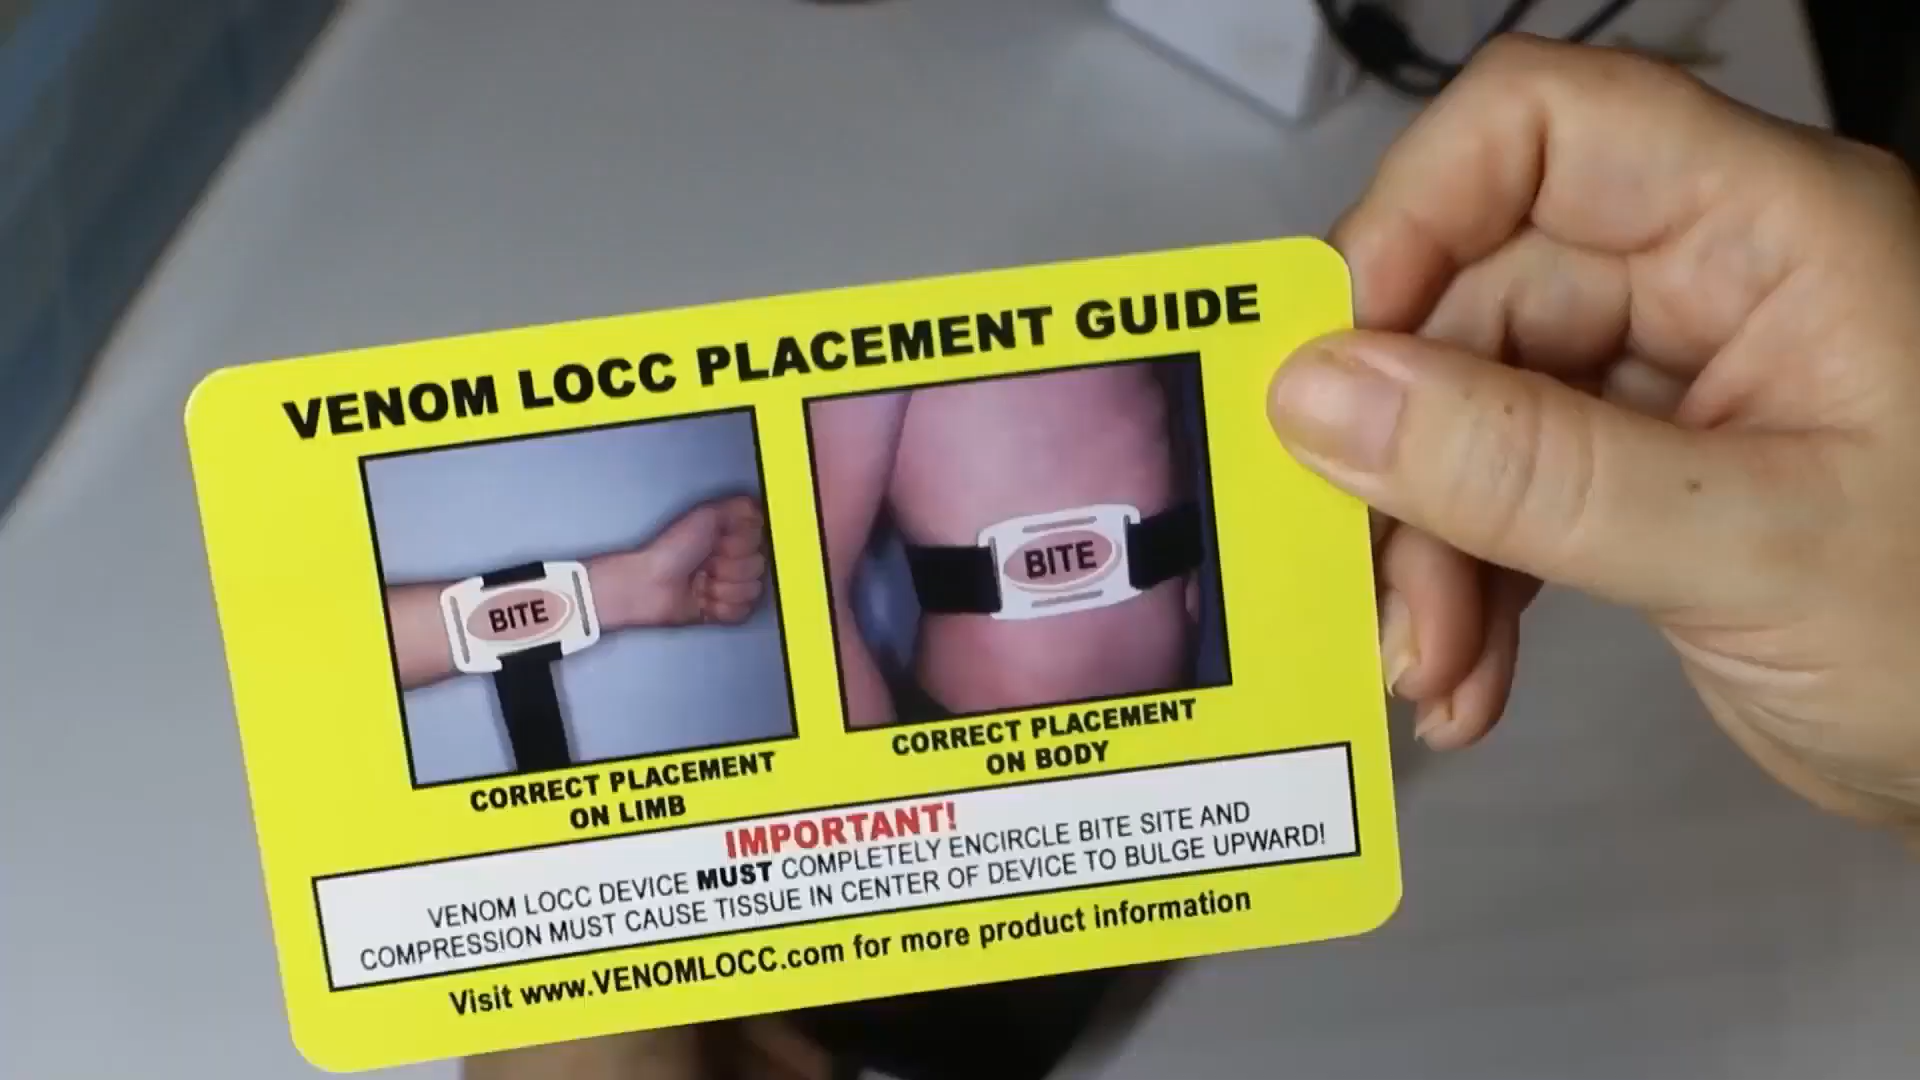 VENOM LOCC PLACEMENT GUIDE
BITE
BITE
CORRECT PLACEMENT
ON LIMB
CORRECT PLACEMENT
ON BODY
IMPORTANT!
VENOM LOCC DEVICE MUST COMPLETELY ENCIRCLE BITE SITE AND
COMPRESSION MUST CAUSE TISSUE IN CENTER OF DEVICE TO BULGE UPWARD!
Visit www.VENOMLOCC.com for more product information